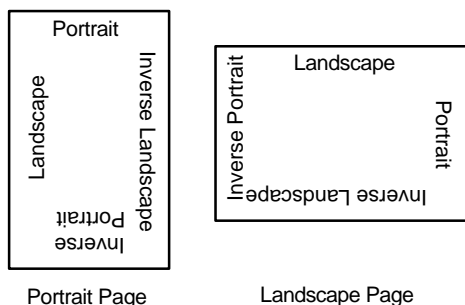 Portrait
Inverse Landscape
Landscape
Inverse
Portrait
Portrait Page
Landscape
Inverse Portrait
Portrait
Inverse Landscape
Landscape Page